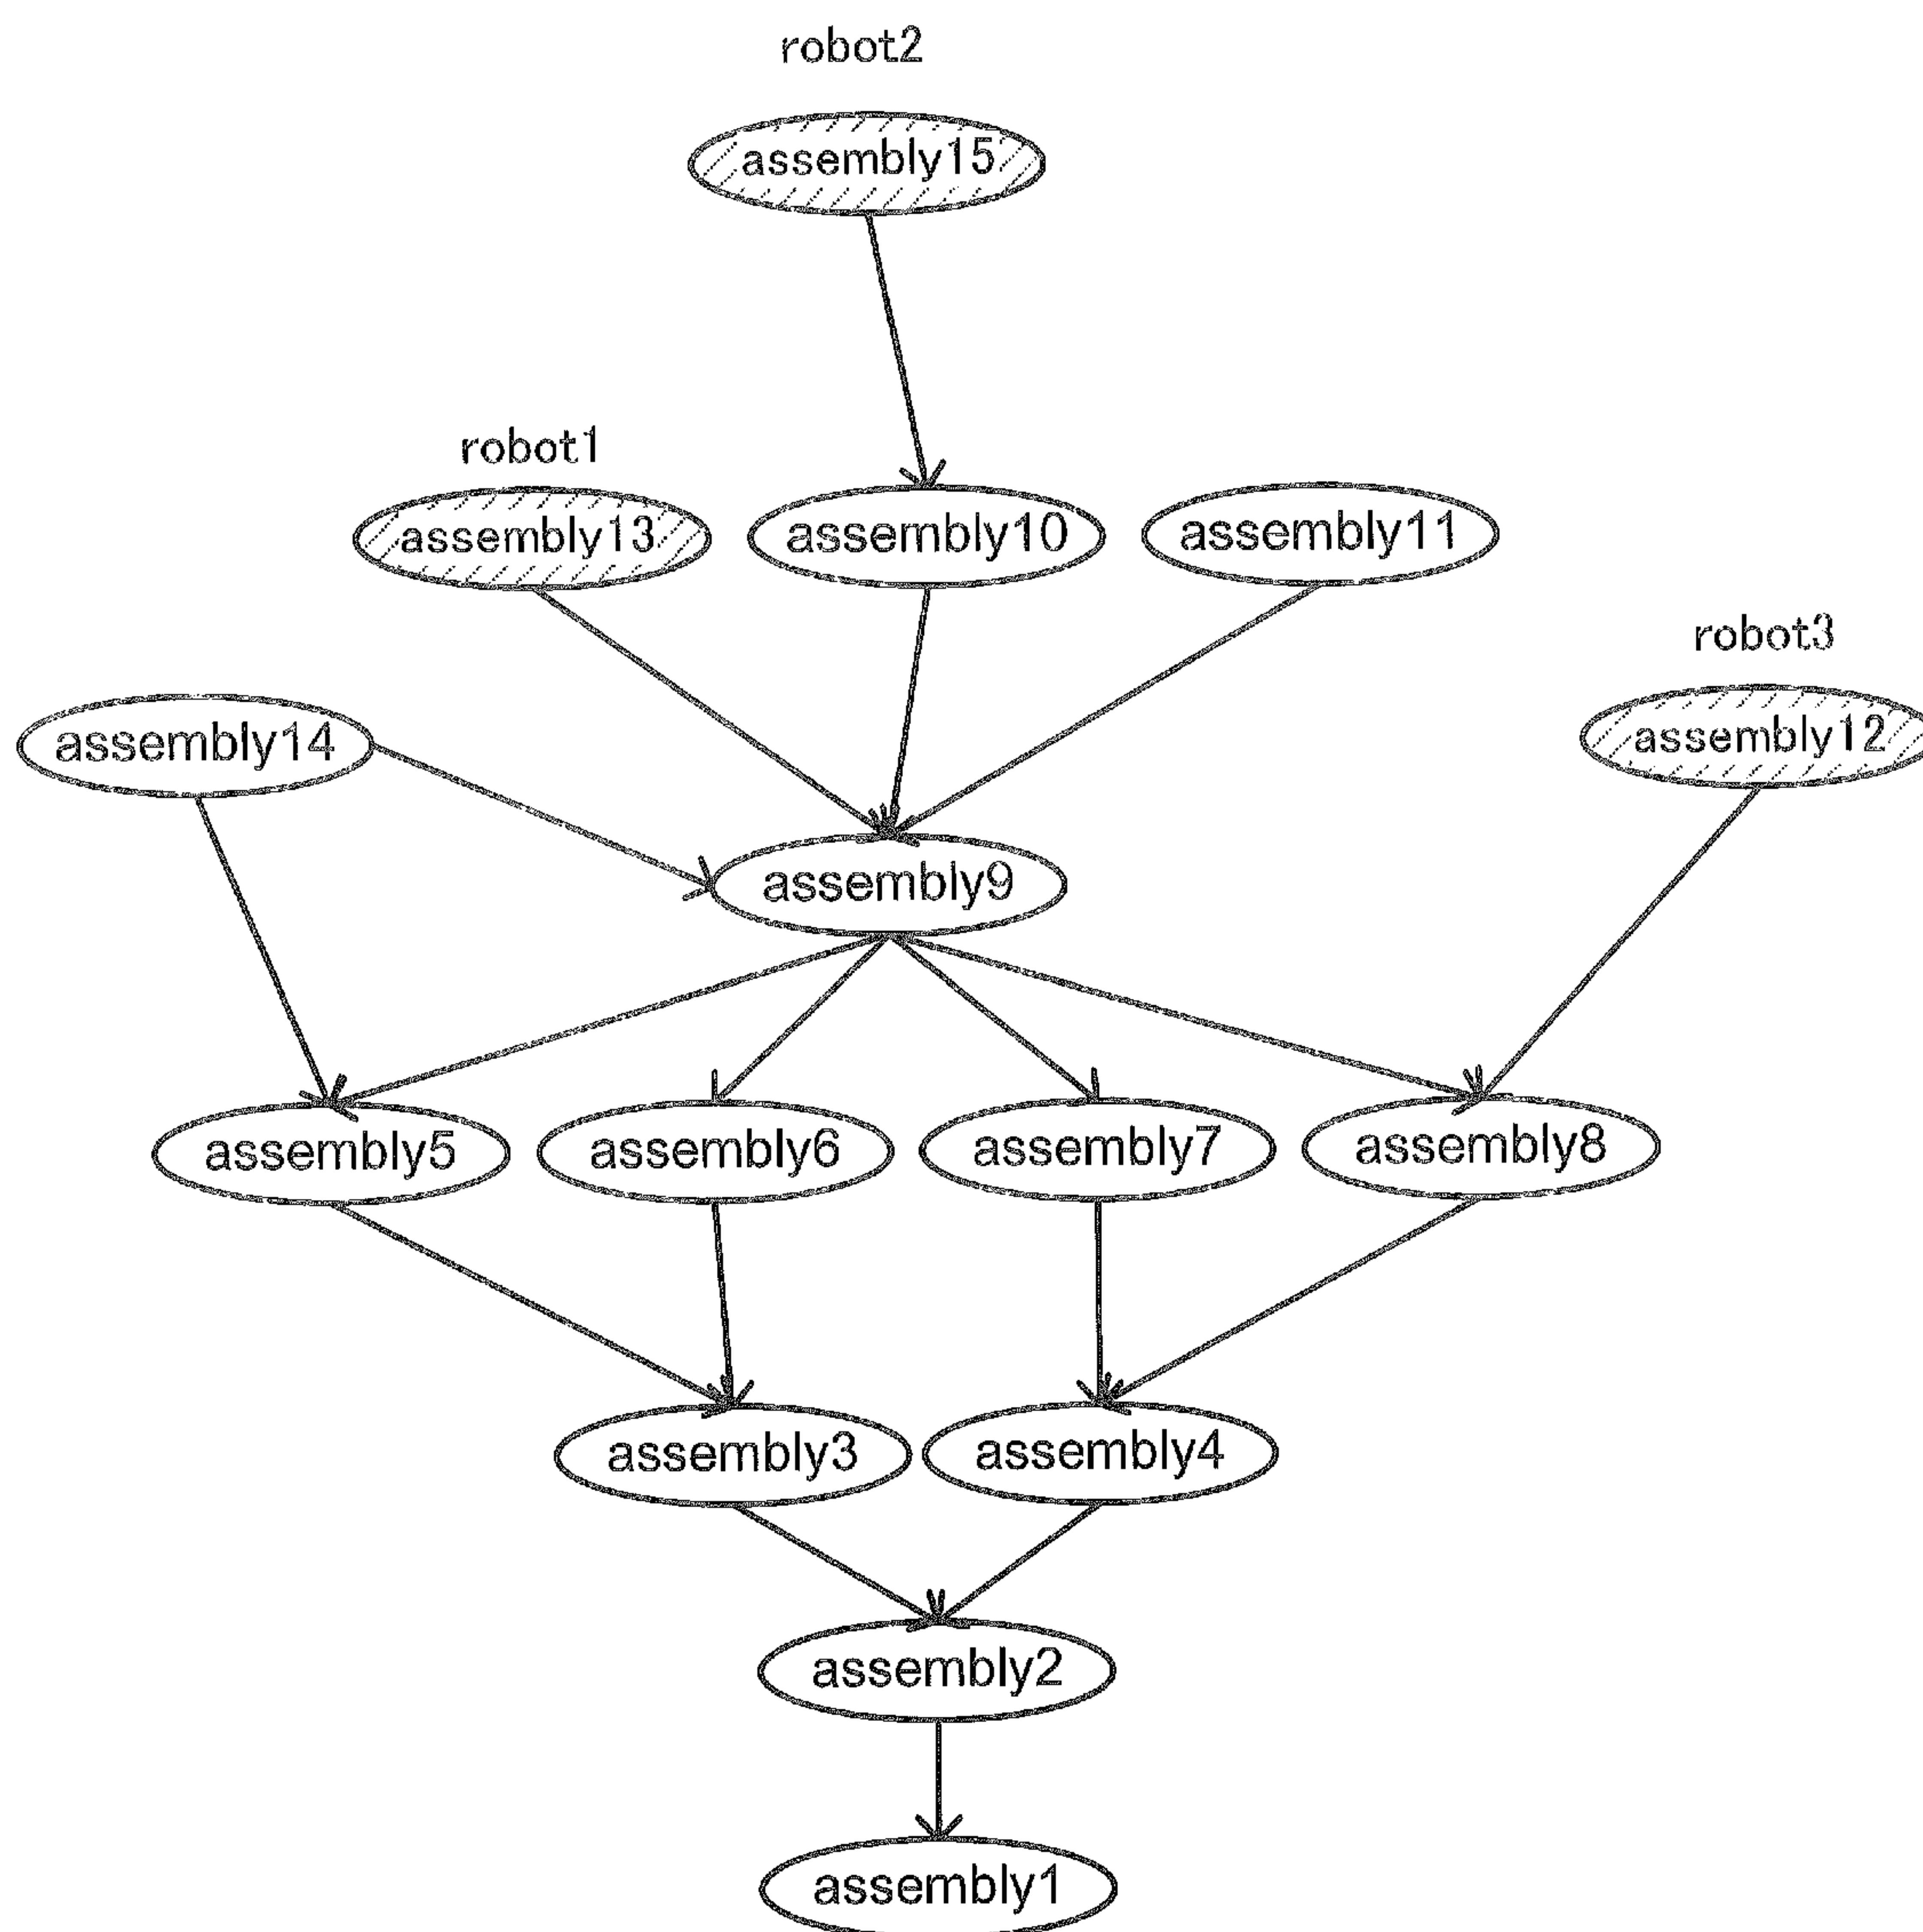 robot2
assembly15
robot1
assembly13
assembly10
assembly11
robot3
assembly14
assembly12
assembly9
assembly5
assembly6
assembly7
assembly8
assembly3
assembly4
assembly2
assembly1